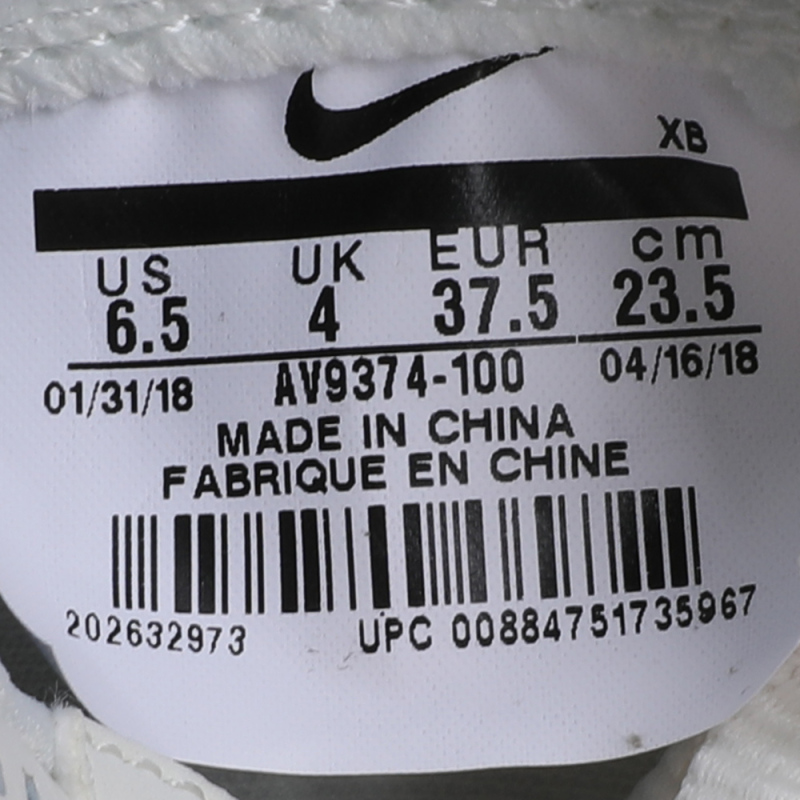 XB
US UK EUR cm
6.5 4 37.5 23.5
01/31/18 AV9374-100 04/16/18
MADE IN CHINA
FABRIQUE EN CHINE
202632973 UPC 00884751735967